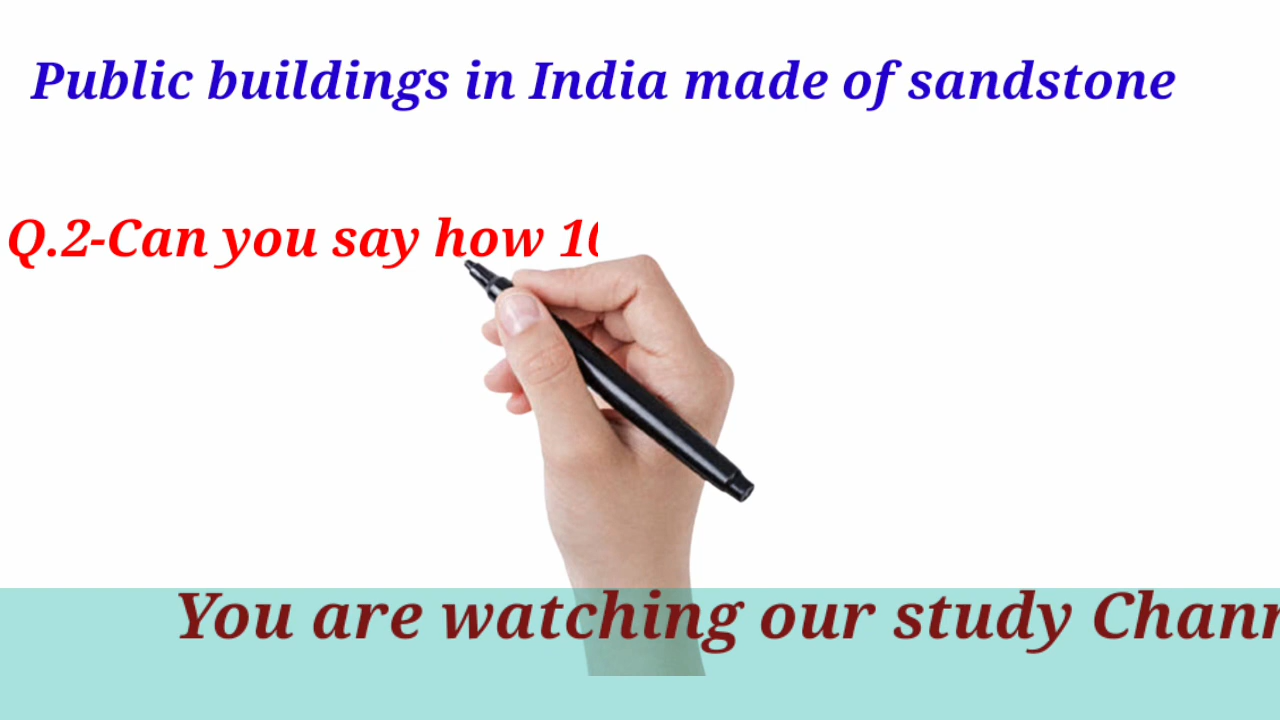 Public buildings in India made of sandstone
Q.2-Can you say how
You are watching our study